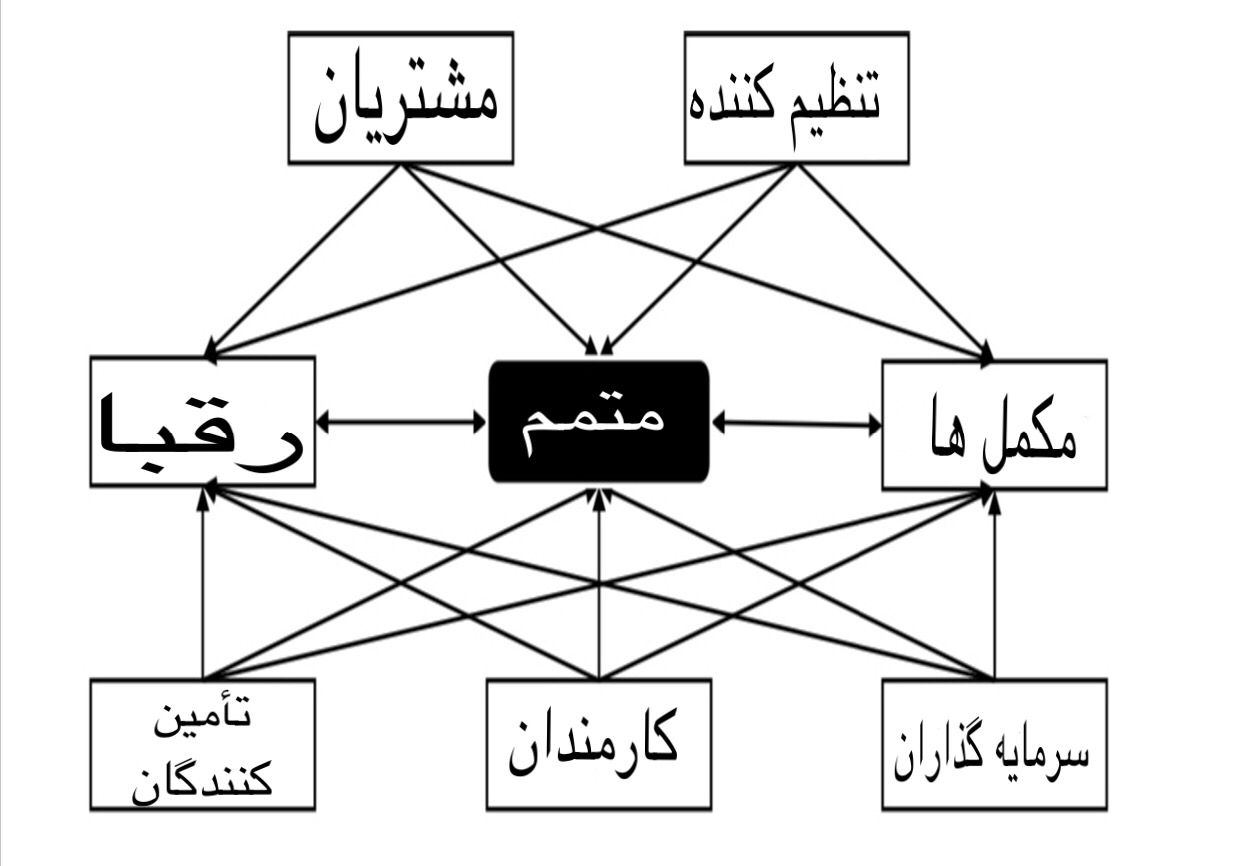 تنظیم کننده
مشتریان
مکمل ها
متمم
رقبا
سرمایه گذاران
کارمندان
تأمین
کنندگان